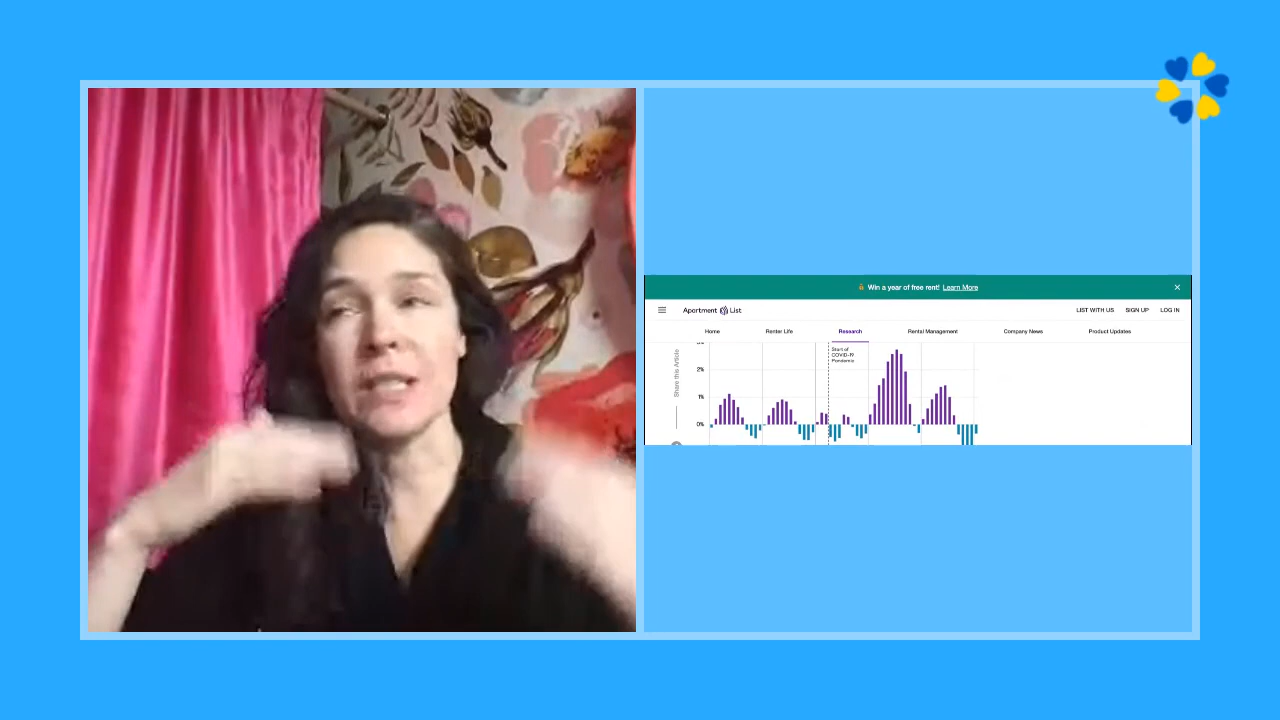 Win a year of free rent! Learn More
Apartment List
LIST WITH US SIGN UP LOG IN
Home Renter Life Research Rental Management Company News Product Updates
Share this Article
Start of
COVID-19
Pandemic
2%
1%
0%